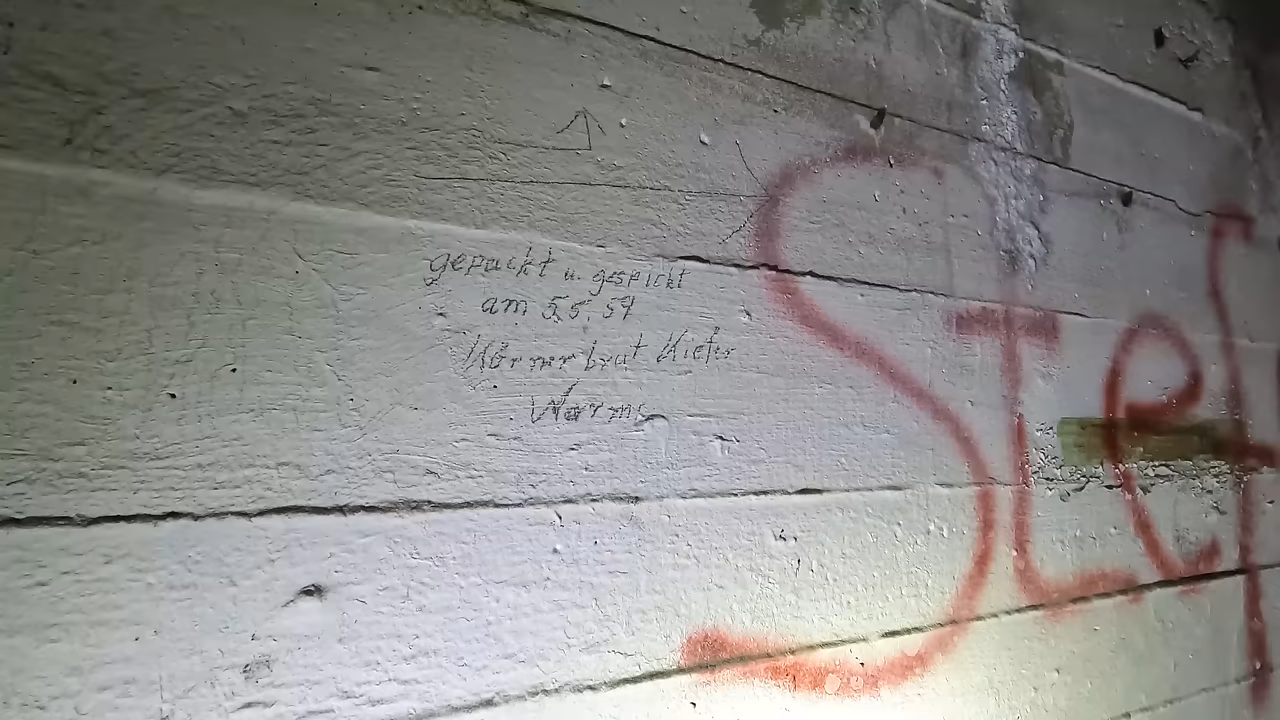 gepackt u. gespickt
am 5.5.57
Kiefer
Worms
Stef